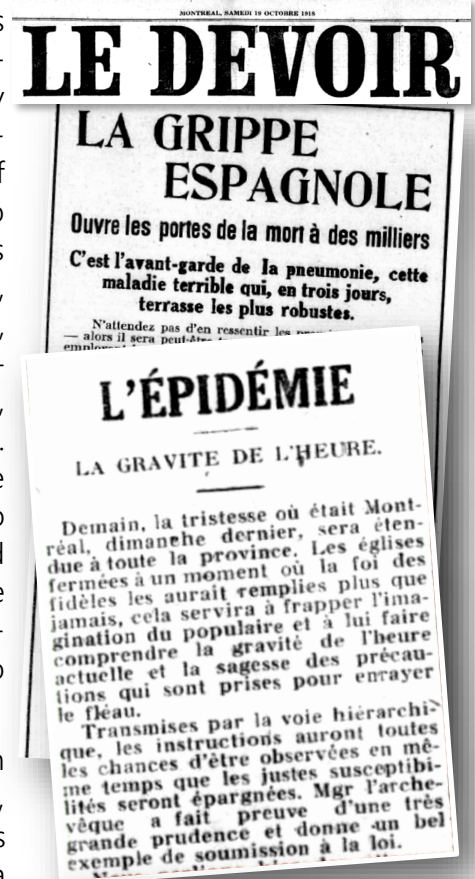 MONTREAL, SAMEDI 19 OCTOBRE 1918
LE DEVOIR
LA GRIPPE
ESPAGNOLE
Ouvre les portes de la mort à des milliers
C'est l'avant-garde de la pneumonie, cette
maladie terrible qui, en trois jours,
terrasse les plus robustes.
N'attendez pas d'en ressentir les
— alors il sera peut-être
L'ÉPIDÉMIE
LA GRAVITE DE L'HEURE.
Demain, la tristesse où était Mont-
réal, dimanche dernier, sera éten-
due à toute la province. Les églises
fermées à un moment où la foi des
fidèles les aurait remplies plus que
jamais, cela servira à frapper l'ima-
gination du populaire et à lui faire
comprendre la gravité de l'heure
actuelle et la sagesse des précau-
tions qui sont prises pour enrayer
le fléau.
Transmises par la voie hiérarchi-
que, les instructions auront toutes
les chances d'être observées en mê-
me temps que les justes susceptibi-
lités seront épargnées. Mgr l'arche-
vêque a fait preuve d'une très
grande prudence et donne un bel
exemple de soumission à la loi.